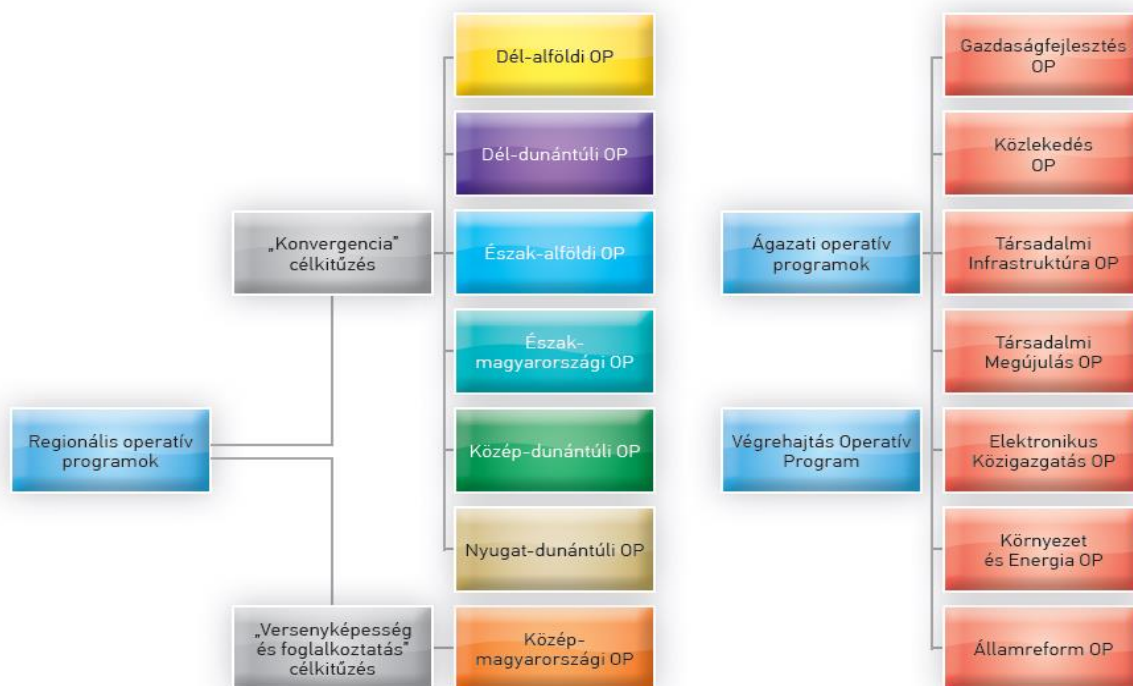 Regionális operatív
programok
„Konvergencia”
célkitűzés
Dél-alföldi OP
Dél-dunántúli OP
Észak-alföldi OP
Észak-
magyarországi OP
Közép-dunántúli OP
Nyugat-dunántúli OP
„Versenyképesség
és foglalkoztatás”
célkitűzés
Közép-
magyarországi OP
Ágazati operatív
programok
Gazdaságfejlesztés
OP
Közlekedés
OP
Társadalmi
Infrastruktúra OP
Társadalmi
Megújulás OP
Elektronikus
Közigazgatás OP
Környezet
és Energia OP
Államreform OP
Végrehajtás Operatív
Program